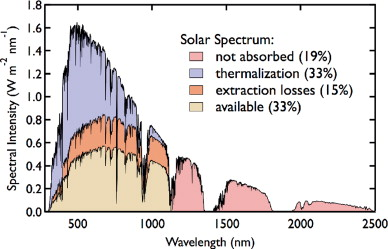 1.8
1.6
1.4
1.2
1.0
0.8
0.6
0.4
0.2
0.0
Spectral Intensity (W m⁻² nm⁻¹)
Solar Spectrum:
not absorbed (19%)
thermalization (33%)
extraction losses (15%)
available (33%)
500 1000 1500 2000 2500
Wavelength (nm)